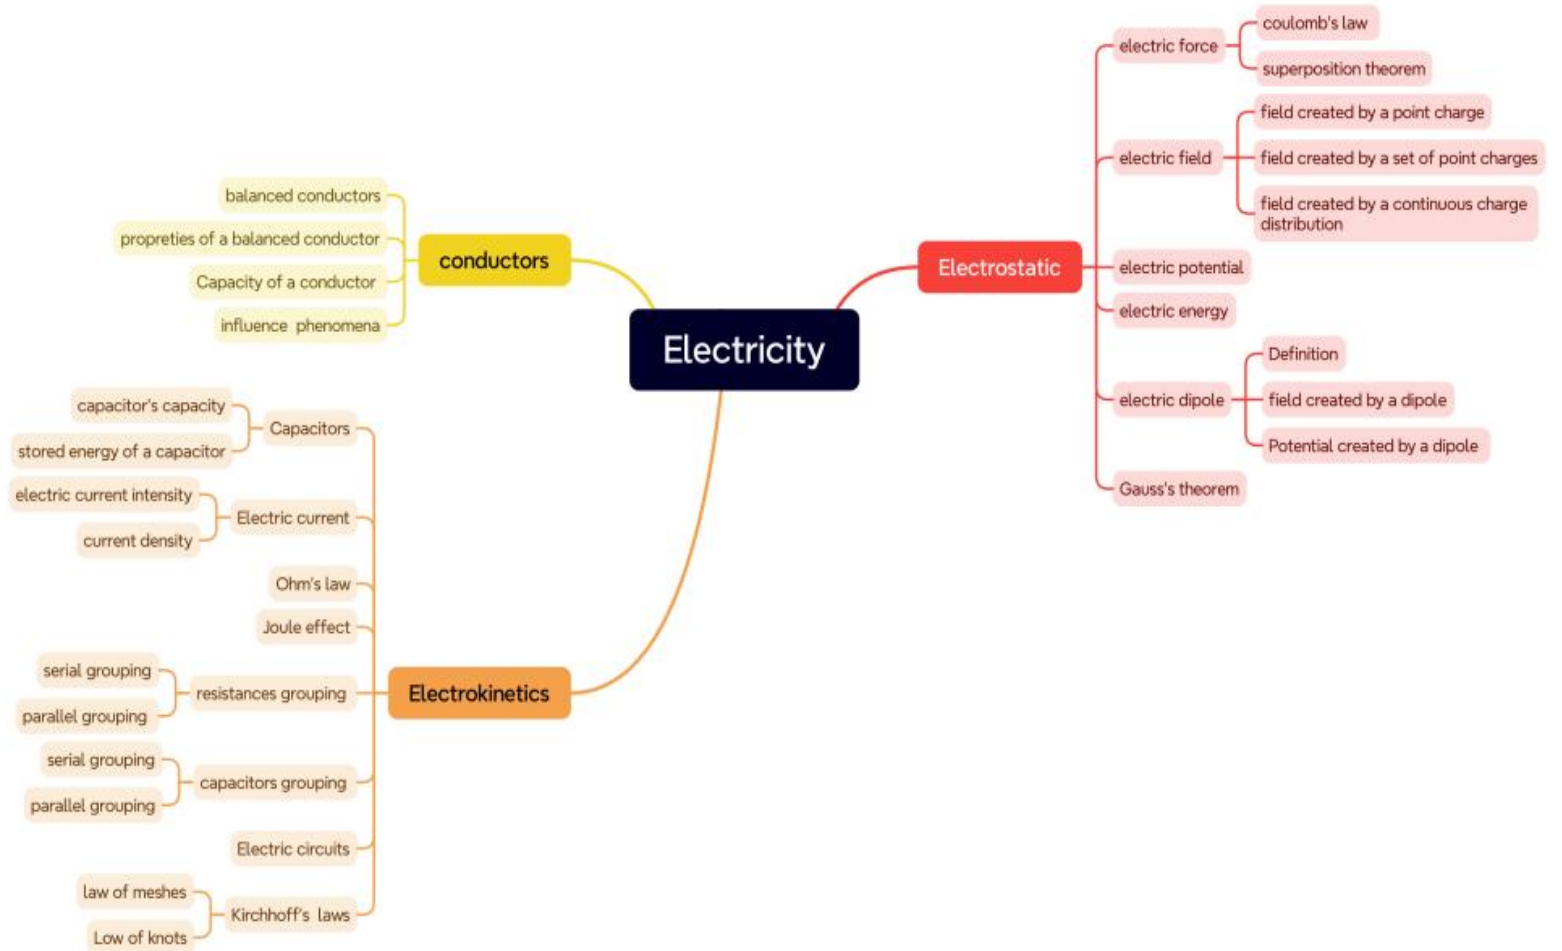 Electricity
Electrostatic
electric force
coulomb's law
superposition theorem
electric field
field created by a point charge
field created by a set of point charges
field created by a continuous charge
distribution
electric potential
electric energy
electric dipole
Definition
field created by a dipole
Potential created by a dipole
Gauss's theorem
conductors
balanced conductors
propreties of a balanced conductor
Capacity of a conductor
influence phenomena
Electrokinetics
Capacitors
capacitor's capacity
stored energy of a capacitor
Electric current
electric current intensity
current density
Ohm's law
Joule effect
resistances grouping
serial grouping
parallel grouping
capacitors grouping
serial grouping
parallel grouping
Electric circuits
Kirchhoff's laws
law of meshes
Low of knots